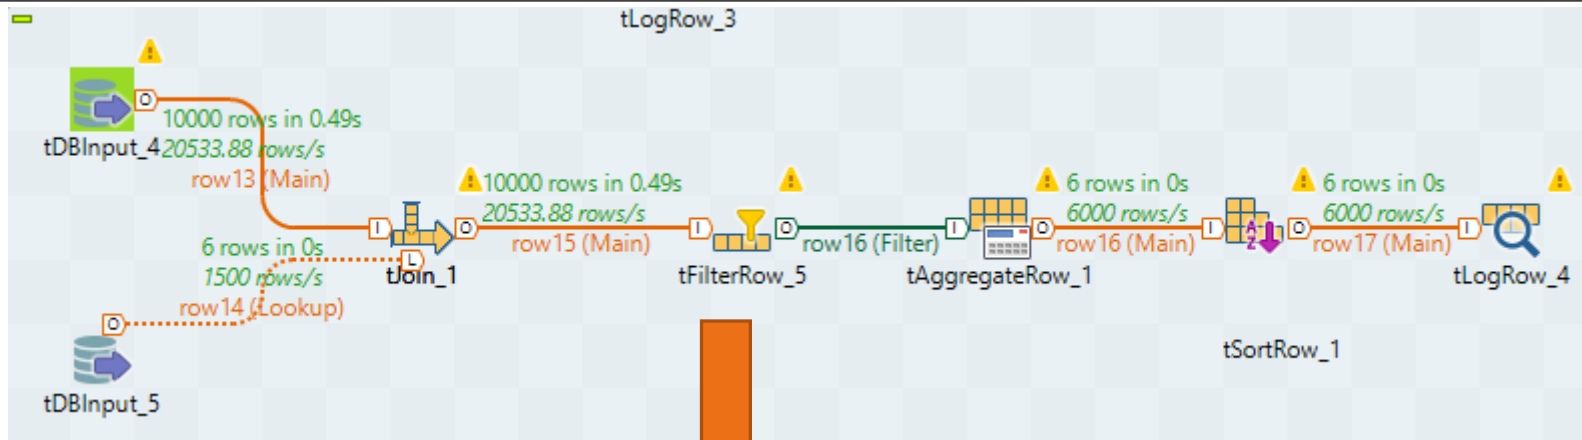 tLogRow_3
tDBInput_4
10000 rows in 0.49s
20533.88 rows/s
row13 (Main)
6 rows in 0s
1500 rows/s
row14 (Lookup)
tDBInput_5
I
O
L
tJoin_1
10000 rows in 0.49s
20533.88 rows/s
row15 (Main)
I
O
tFilterRow_5
row16 (Filter)
I
O
tAggregateRow_1
6 rows in 0s
6000 rows/s
row16 (Main)
I
A
Z
O
tSortRow_1
6 rows in 0s
6000 rows/s
row17 (Main)
I
tLogRow_4
O
O